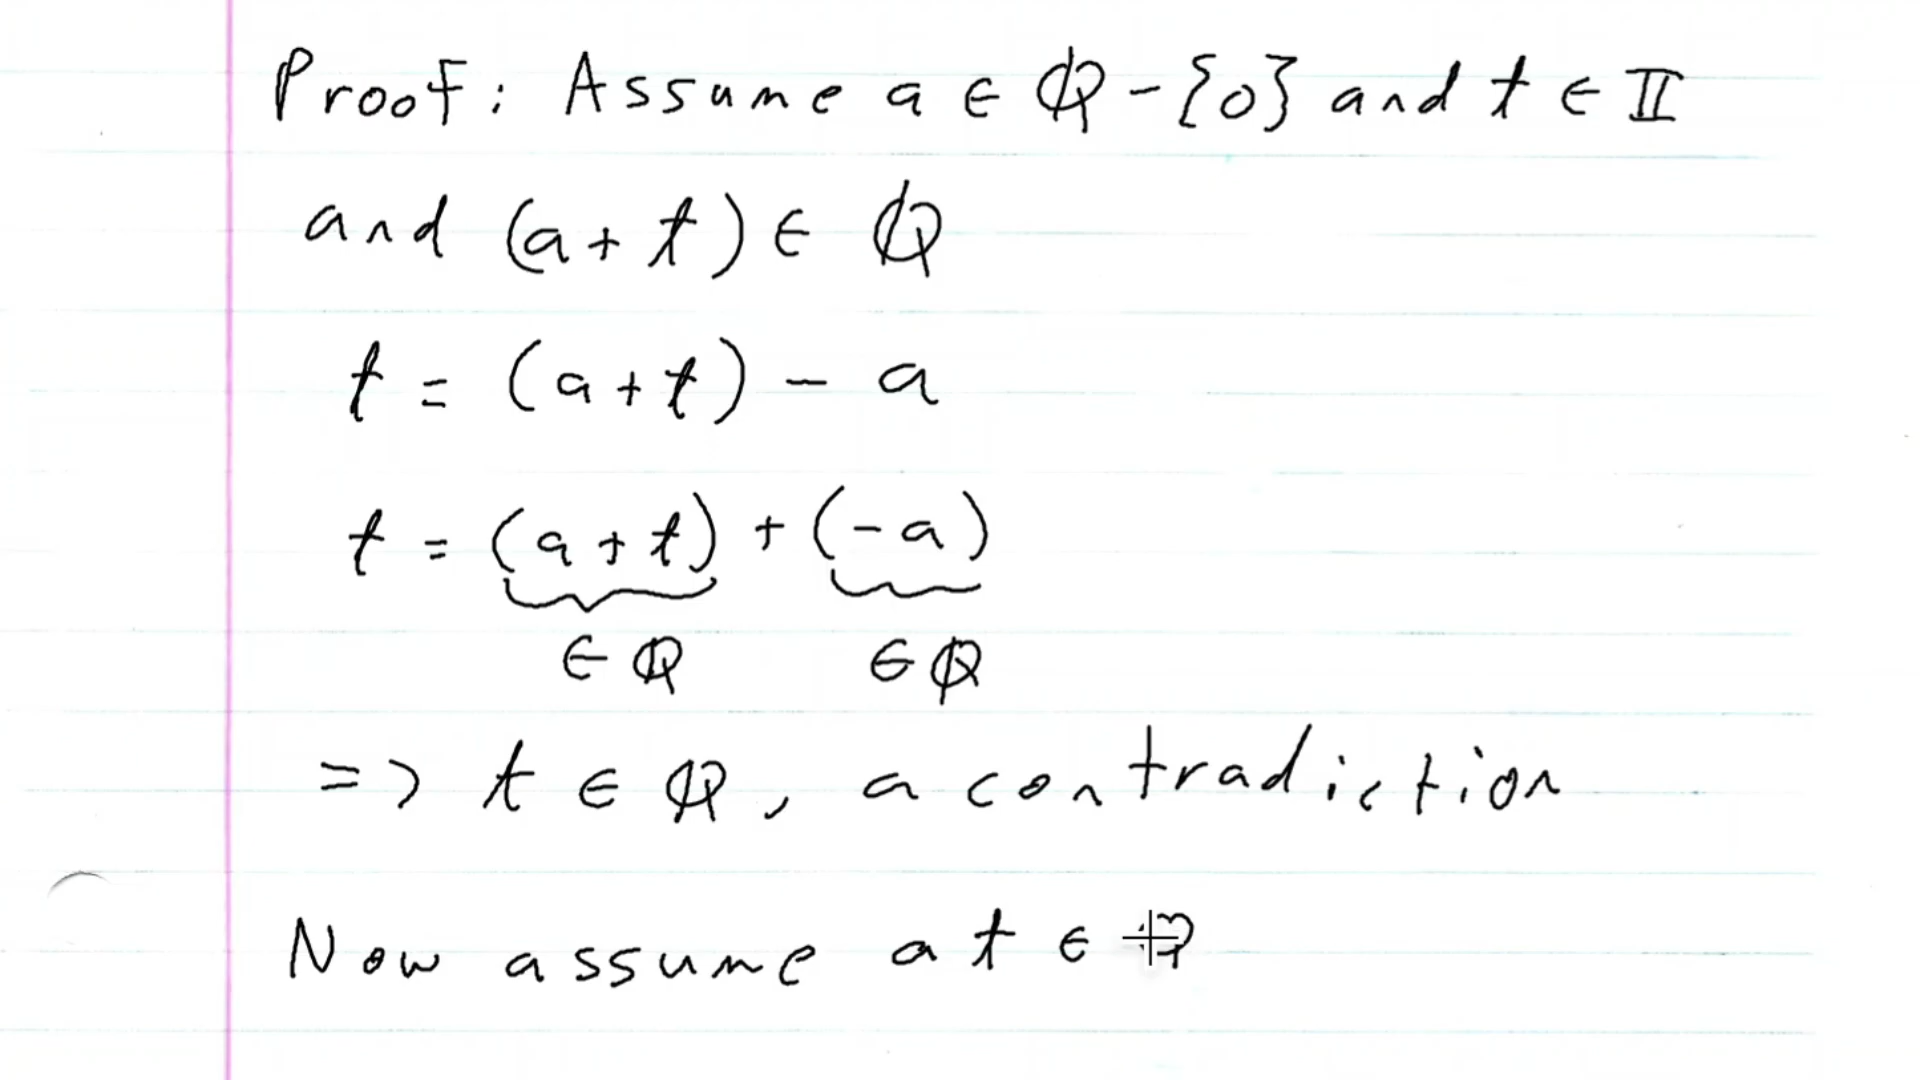 Proof: Assume a ∈ ℚ - {0} and t ∈ 𝕀
and (a + t) ∈ ℚ
t = (a + t) - a
t = (a + t) + (-a)
∈ ℚ ∈ ℚ
=> t ∈ ℚ, a contradiction
Now assume at ∈